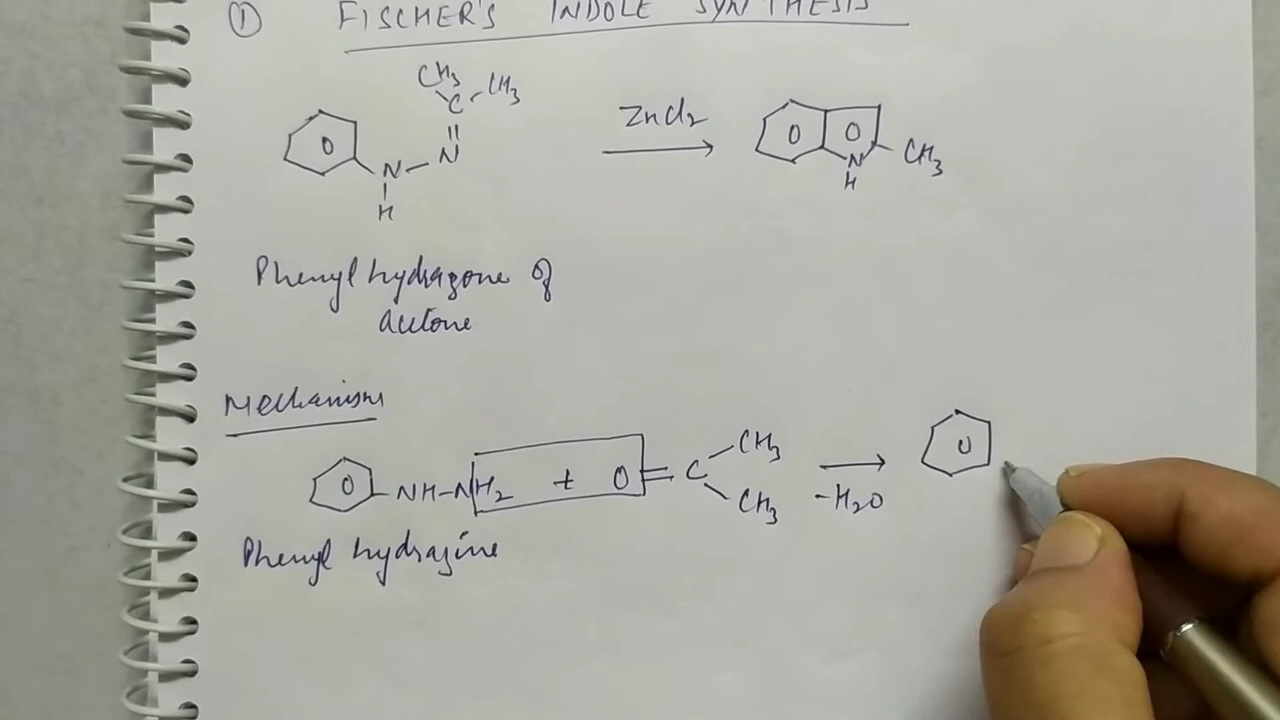 ① FISCHER'S INDOLE SYNTHESIS
CH3 CH3
C
N
N
H
ZnCl2
N
H
CH3
Phenyl hydrazone of
acetone
Mechanism
NH-NH2 + O=C CH3 CH3
-H2O
Phenyl hydrazine